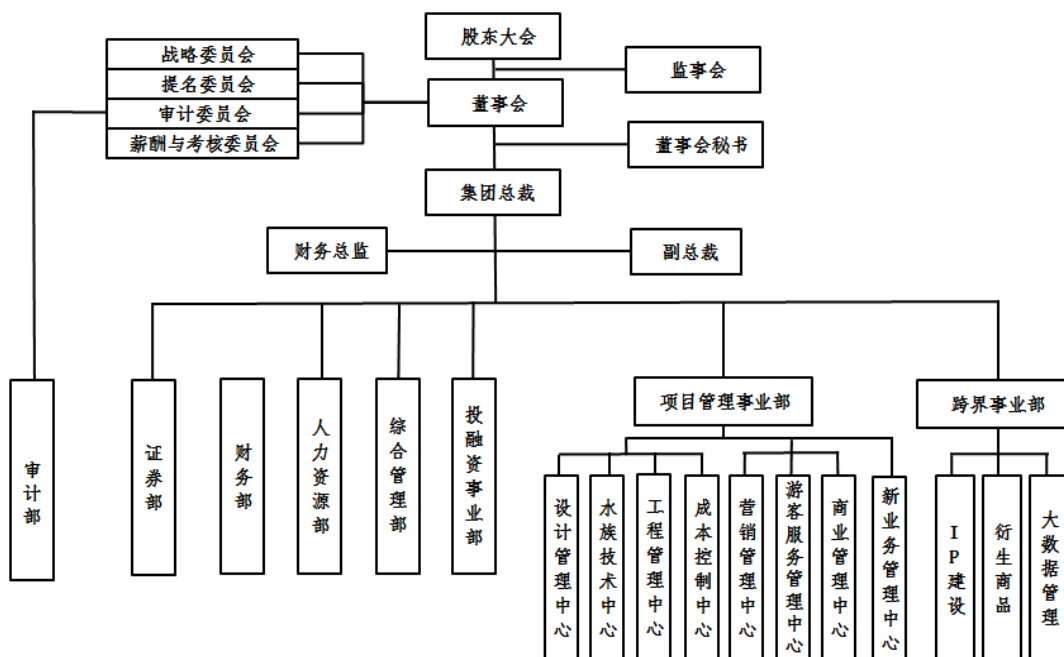 股东大会
战略委员会
提名委员会
审计委员会
薪酬与考核委员会
监事会
董事会
董事会秘书
集团总裁
财务总监
副总裁
审计部
证券部
财务部
人力资源部
综合管理部
投融资事业部
项目管理事业部
跨界事业部
设计管理中心
水族技术中心
工程管理中心
成本控制中心
营销管理中心
游客服务管理中心
商业管理中心
新业务管理中心
IP建设
衍生商品
大数据管理